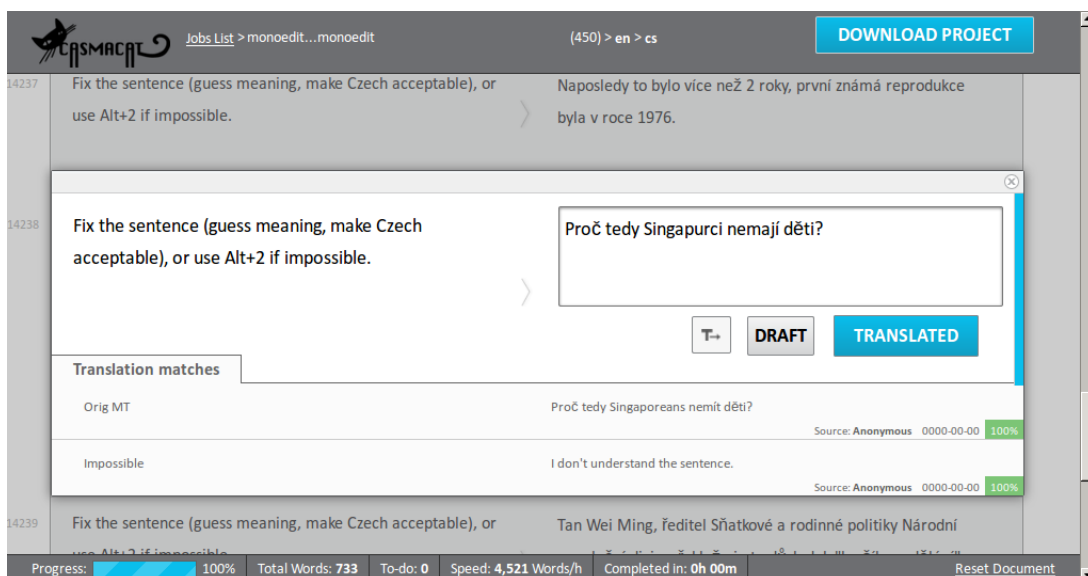 CASMACAT Jobs List > monoedit...monoedit (450) > en > cs DOWNLOAD PROJECT
14237 Fix the sentence (guess meaning, make Czech acceptable), or
use Alt+2 if impossible.
Naposledy to bylo více než 2 roky, první známá reprodukce
byla v roce 1976.
14238 Fix the sentence (guess meaning, make Czech
acceptable), or use Alt+2 if impossible.
Proč tedy Singapurci nemají děti?
T→ DRAFT TRANSLATED
Translation matches
Orig MT Proč tedy Singaporeans nemít děti?
Source: Anonymous 0000-00-00 100%
Impossible I don't understand the sentence.
Source: Anonymous 0000-00-00 100%
14239 Fix the sentence (guess meaning, make Czech acceptable), or
use Alt+2 if impossible.
Tan Wei Ming, ředitel Sňatkové a rodinné politiky Národní
Progress: 100% Total Words: 733 To-do: 0 Speed: 4,521 Words/h Completed in: 0h 00m Reset Document